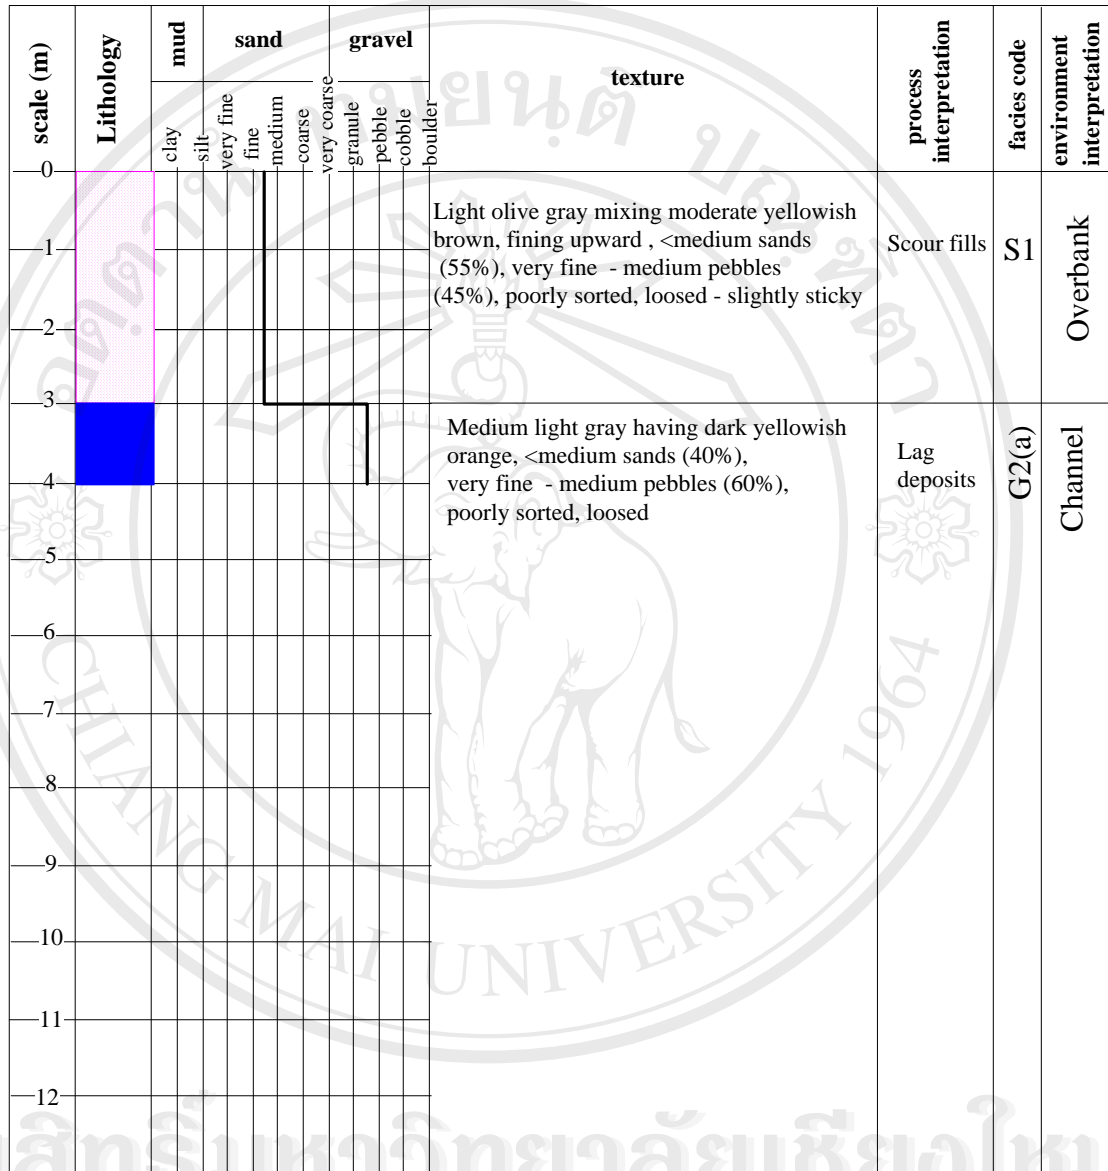 scale (m)
Lithology
mud
sand
gravel
texture
process
interpretation
facies code
environment
interpretation
clay
silt
very fine
fine
medium
coarse
very coarse
granule
pebble
cobble
boulder
0
1
2
3
4
5
6
7
8
9
10
11
12
Light olive gray mixing moderate yellowish
brown, fining upward , <medium sands
(55%), very fine - medium pebbles
(45%), poorly sorted, loosed - slightly sticky
Scour fills
S1
Overbank
Medium light gray having dark yellowish
orange, <medium sands (40%),
very fine - medium pebbles (60%),
poorly sorted, loosed
Lag
deposits
G2(a)
Channel
CHIANG MAI UNIVERSITY 1964